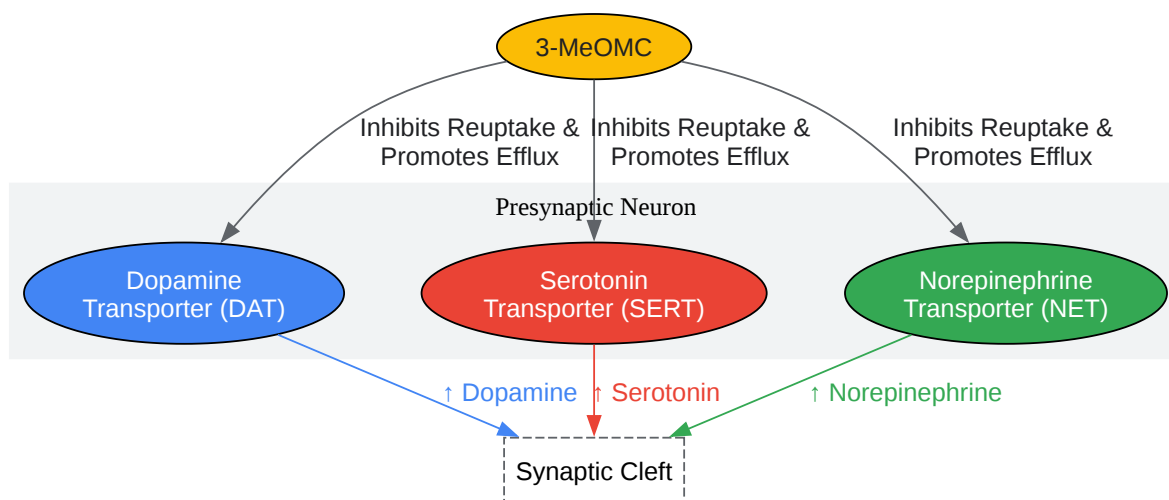 3-MeOMC
Inhibits Reuptake &
Promotes Efflux
Inhibits Reuptake &
Promotes Efflux
Inhibits Reuptake &
Promotes Efflux
Presynaptic Neuron
Dopamine
Transporter (DAT)
Serotonin
Transporter (SERT)
Norepinephrine
Transporter (NET)
↑ Dopamine
↑ Serotonin
↑ Norepinephrine
Synaptic Cleft